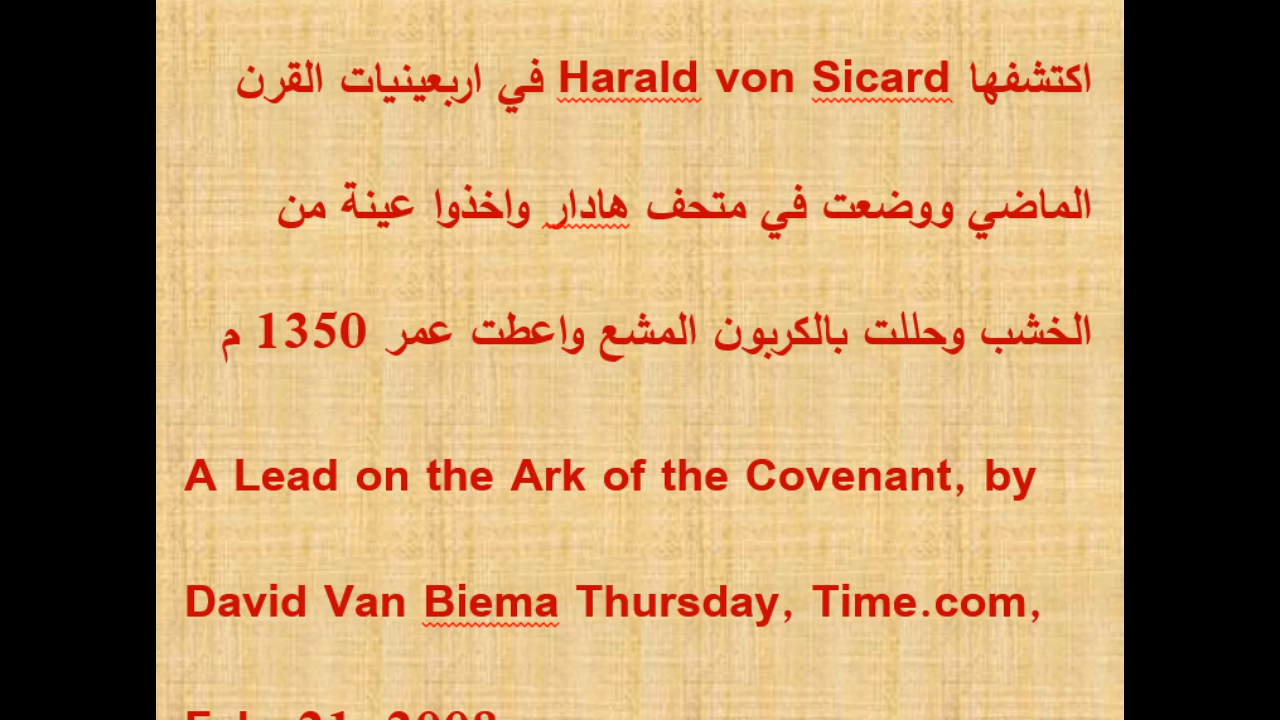 اكتشفها Harald von Sicard في اربعينيات القرن
الماضي ووضعت في متحف هادار واخذوا عينة من
الخشب وحللت بالكربون المشع واعطت عمر 1350 م
A Lead on the Ark of the Covenant, by
David Van Biema Thursday, Time.com,